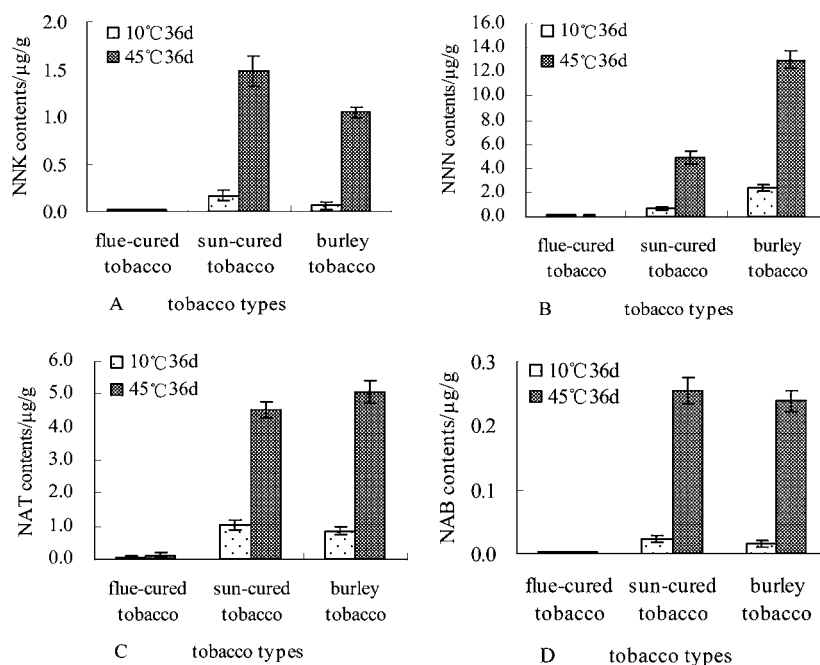 NNK contents/μg/g
2.0
1.5
1.0
0.5
0.0
10℃36d
45℃36d
flue-cured tobacco
sun-cured tobacco
burley tobacco
A tobacco types
NNN contents/μg/g
16.0
14.0
12.0
10.0
8.0
6.0
4.0
2.0
0.0
10℃36d
45℃36d
flue-cured tobacco
sun-cured tobacco
burley tobacco
B tobacco types
NAT contents/μg/g
6.0
5.0
4.0
3.0
2.0
1.0
0.0
10℃36d
45℃36d
flue-cured tobacco
sun-cured tobacco
burley tobacco
C tobacco types
NAB contents/μg/g
0.3
0.2
0.1
0.0
10℃36d
45℃36d
flue-cured tobacco
sun-cured tobacco
burley tobacco
D tobacco types